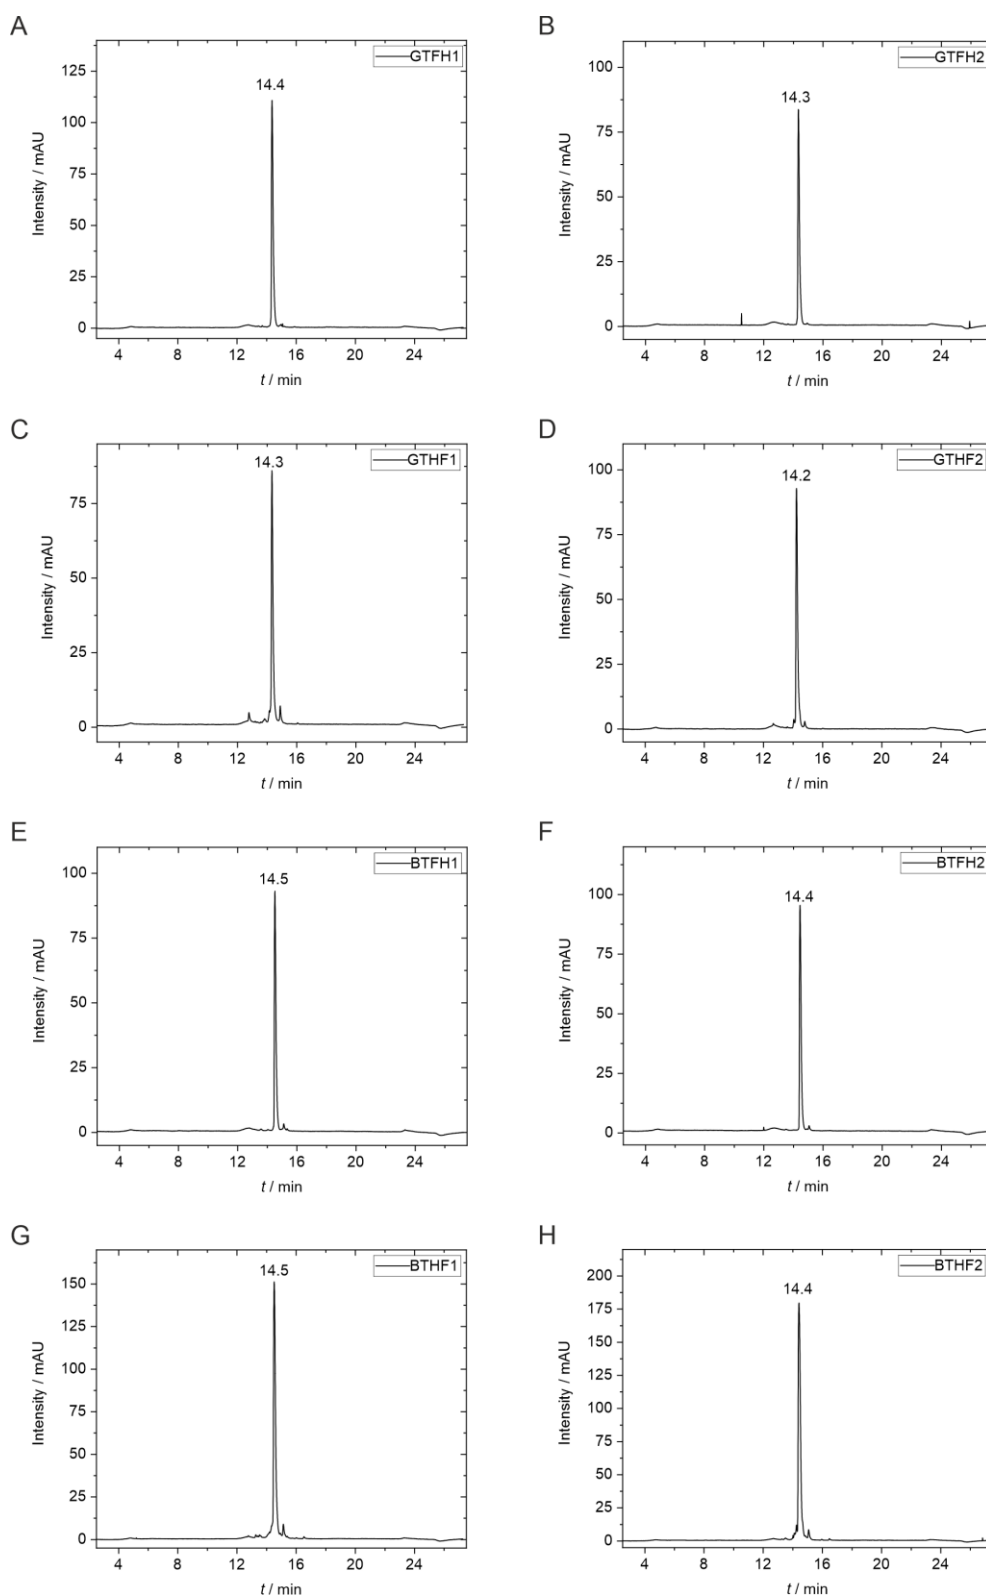 A
GTFH1
14.4
125
100
75
50
25
0
Intensity / mAU
4 8 12 16 20 24
t / min
B
GTFH2
14.3
100
75
50
25
0
Intensity / mAU
4 8 12 16 20 24
t / min
C
GTHF1
14.3
75
50
25
0
Intensity / mAU
4 8 12 16 20 24
t / min
D
GTHF2
14.2
100
75
50
25
0
Intensity / mAU
4 8 12 16 20 24
t / min
E
BTFH1
14.5
100
75
50
25
0
Intensity / mAU
4 8 12 16 20 24
t / min
F
BTFH2
14.4
100
75
50
25
0
Intensity / mAU
4 8 12 16 20 24
t / min
G
BTHF1
14.5
150
125
100
75
50
25
0
Intensity / mAU
4 8 12 16 20 24
t / min
H
BTHF2
14.4
200
175
150
125
100
75
50
25
0
Intensity / mAU
4 8 12 16 20 24
t / min